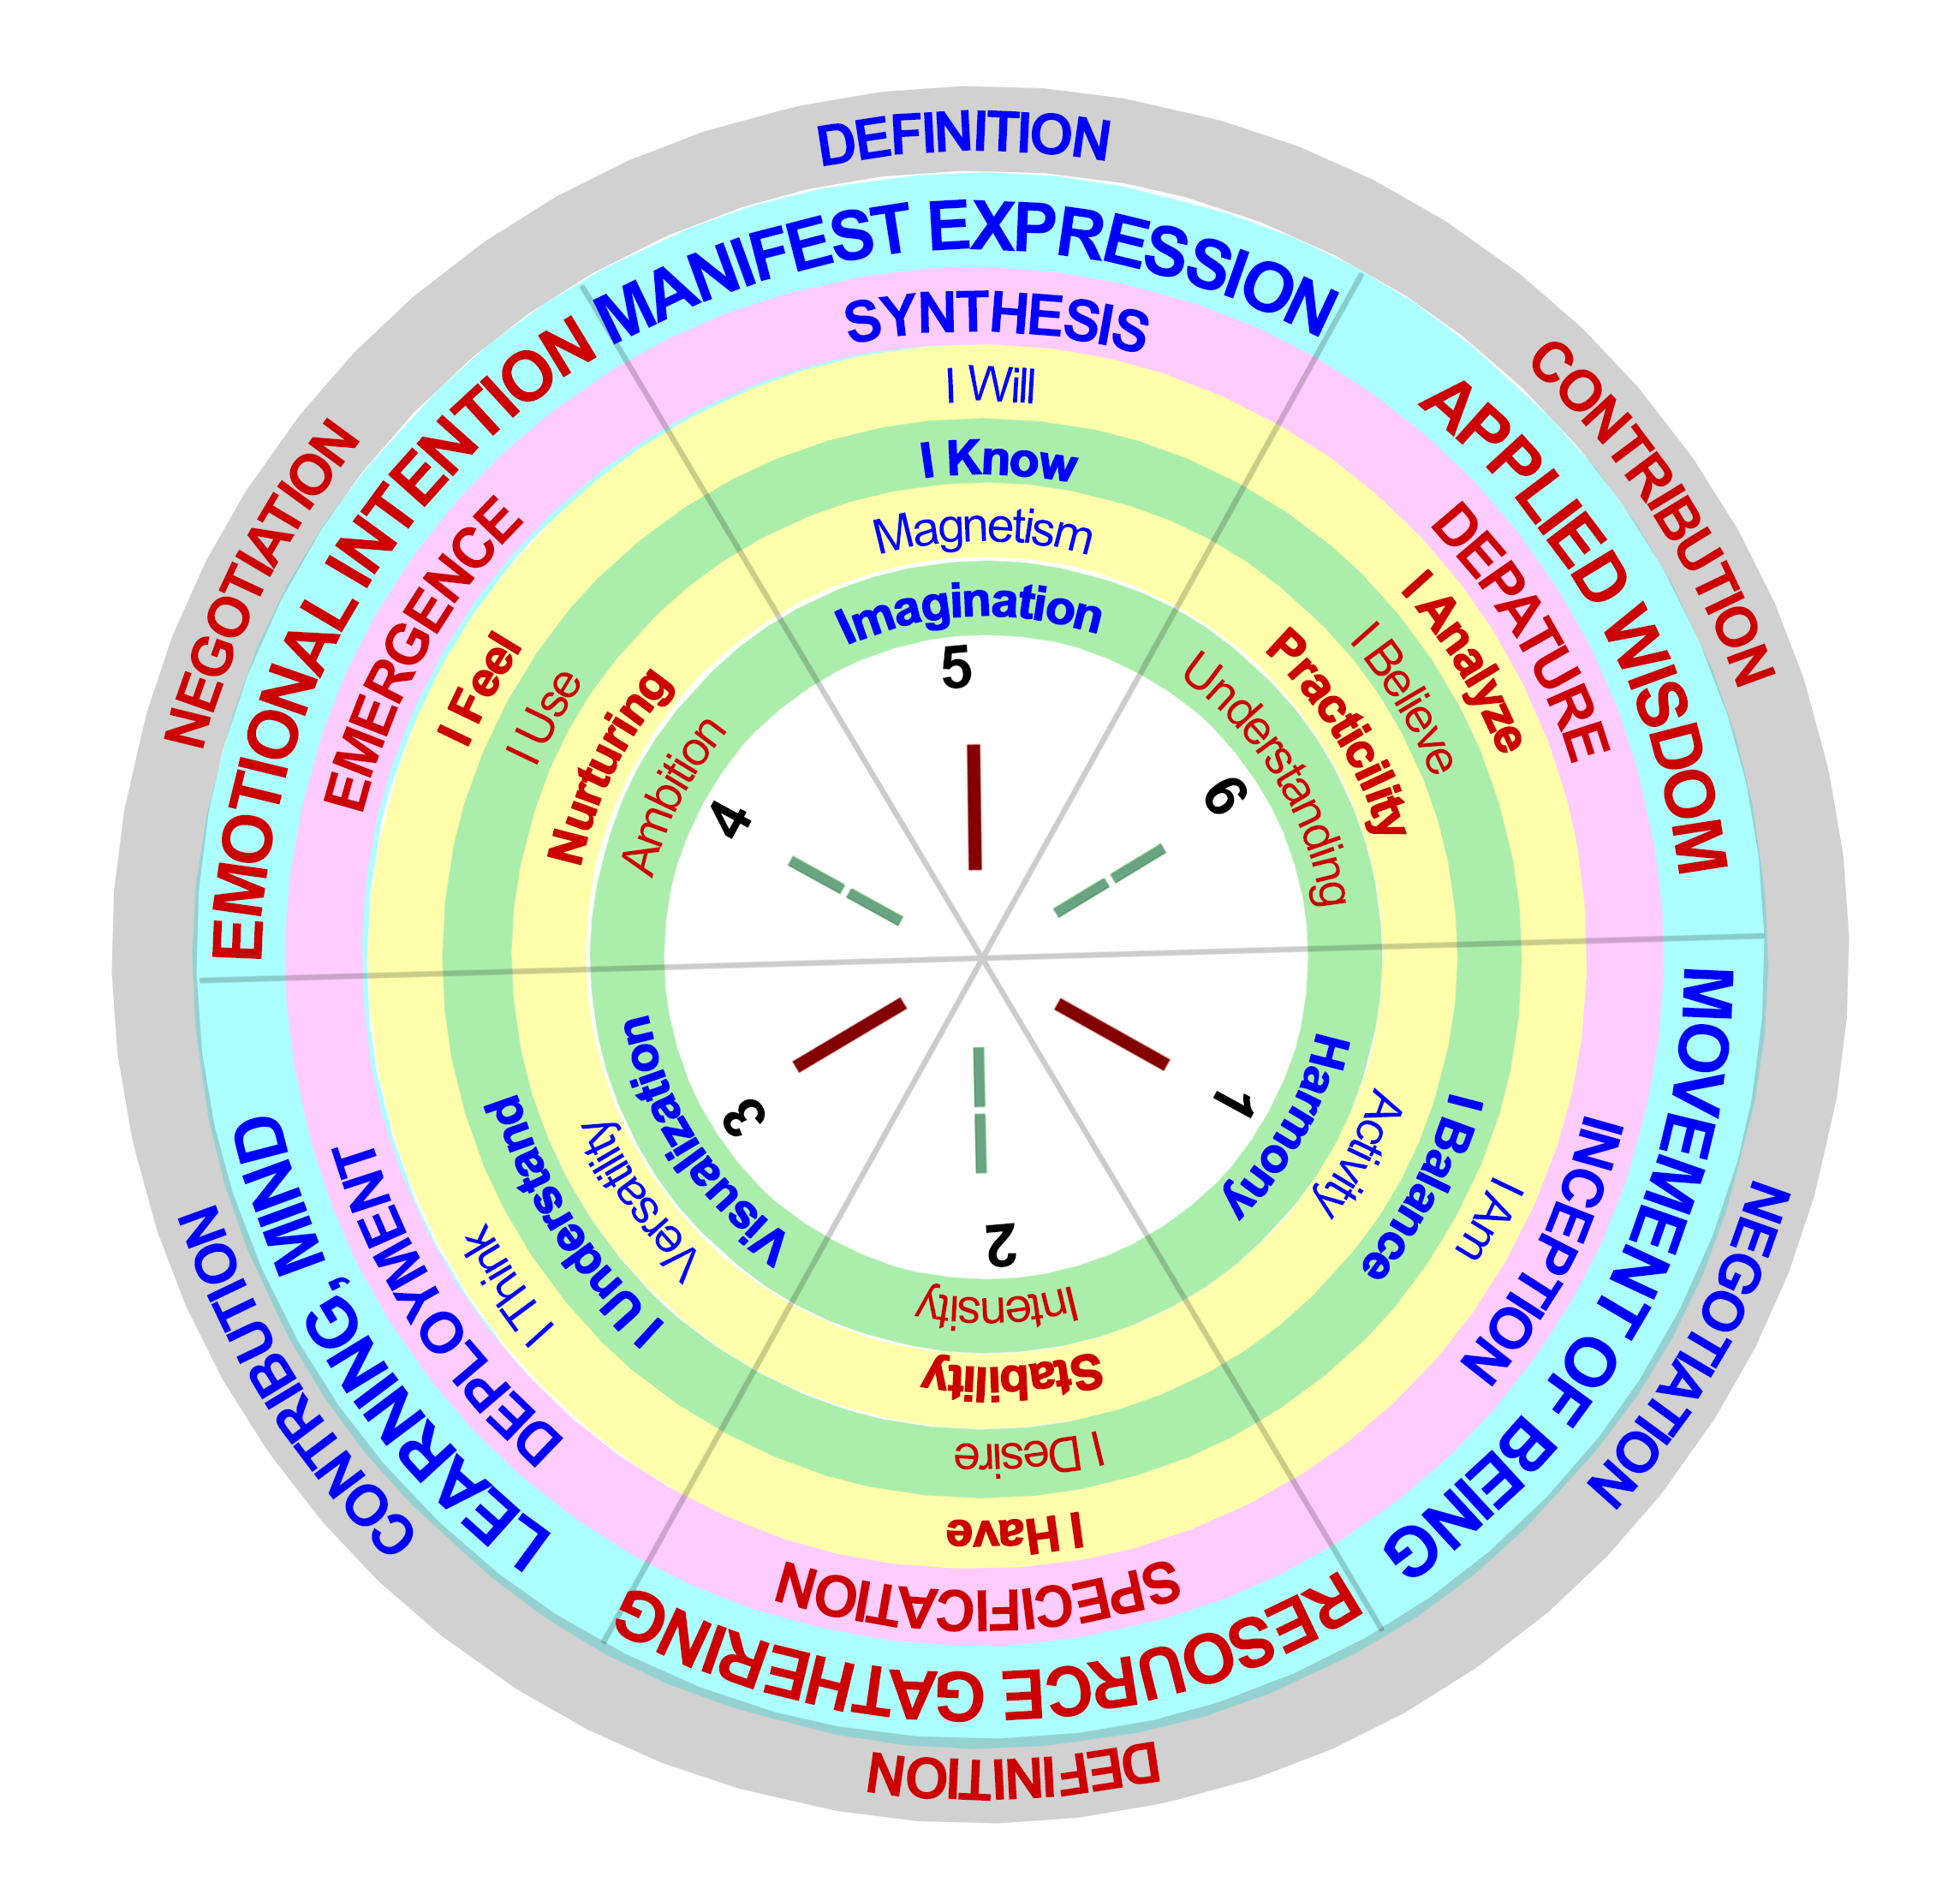 DEFINITION
MANIFEST EXPRESSION
SYNTHESIS
I Will
I Know
Magnetism
Imagination
5
CONTRIBUTION
APPLIED WISDOM
DEPATURE
I Analyze
I Believe
Practicility
Understanding
6
NEGOTIATION
MOVEMENT OF BEING
INCEPTION
I Am
I Balance
Activity
Harmony
1
DEFINITION
RESOURCE GATHERING
SPECIFICATION
I Have
I Desire
Stability
Intensity
2
CONTRIBUTION
LEARNING, MIND
DEPLOYMENT
I Think
I Understand
Versatility
Visualization
3
NEGOTIATION
EMOTIONAL INTENTION
EMERGENCE
I Feel
I Use
Nurturing
Ambition
4